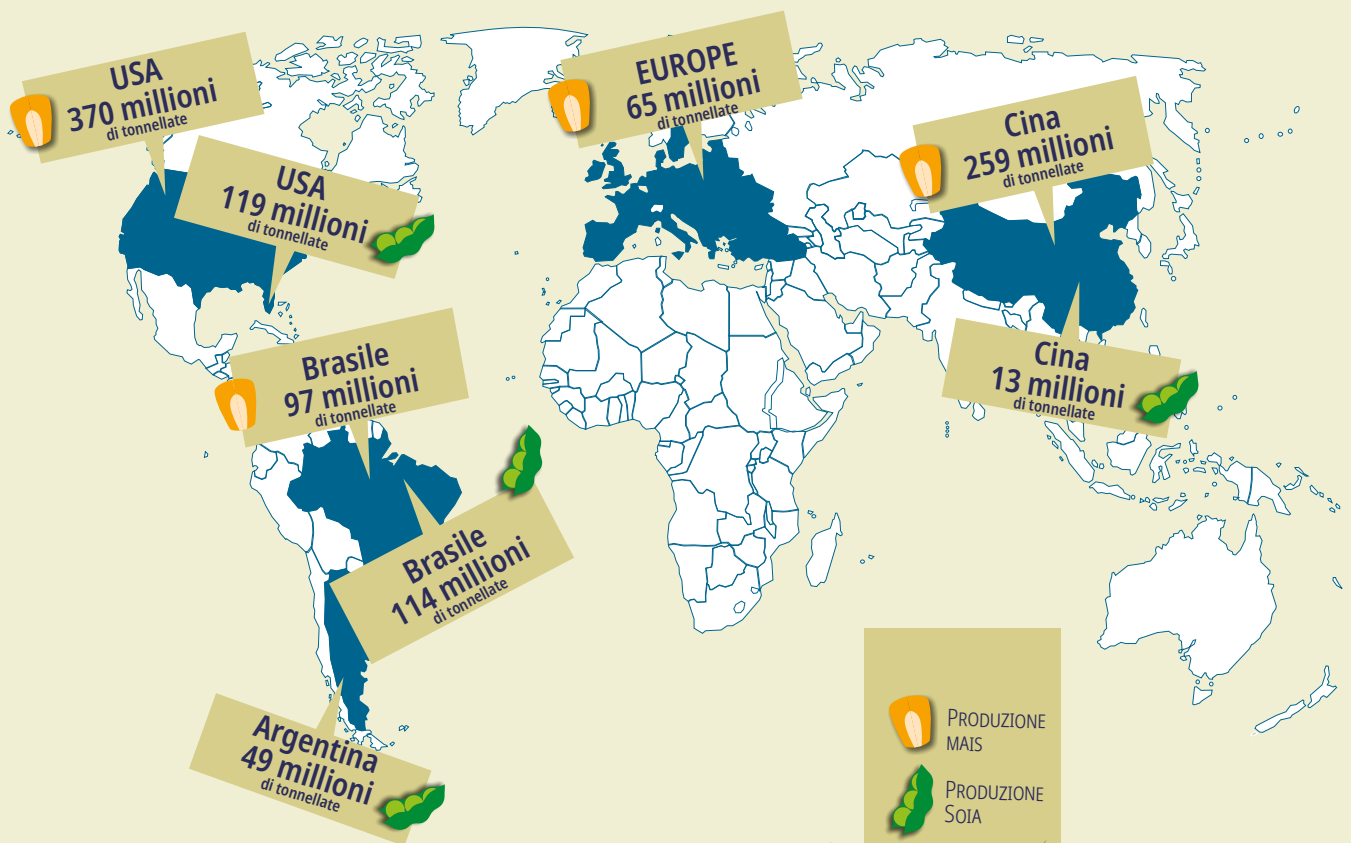 USA
370 millioni
di tonnellate
USA
119 millioni
di tonnellate
EUROPE
65 millioni
di tonnellate
Cina
259 millioni
di tonnellate
Cina
13 millioni
di tonnellate
Brasile
97 millioni
di tonnellate
Brasile
114 millioni
di tonnellate
Argentina
49 millioni
di tonnellate
PRODUZIONE
MAIS
PRODUZIONE
SOIA